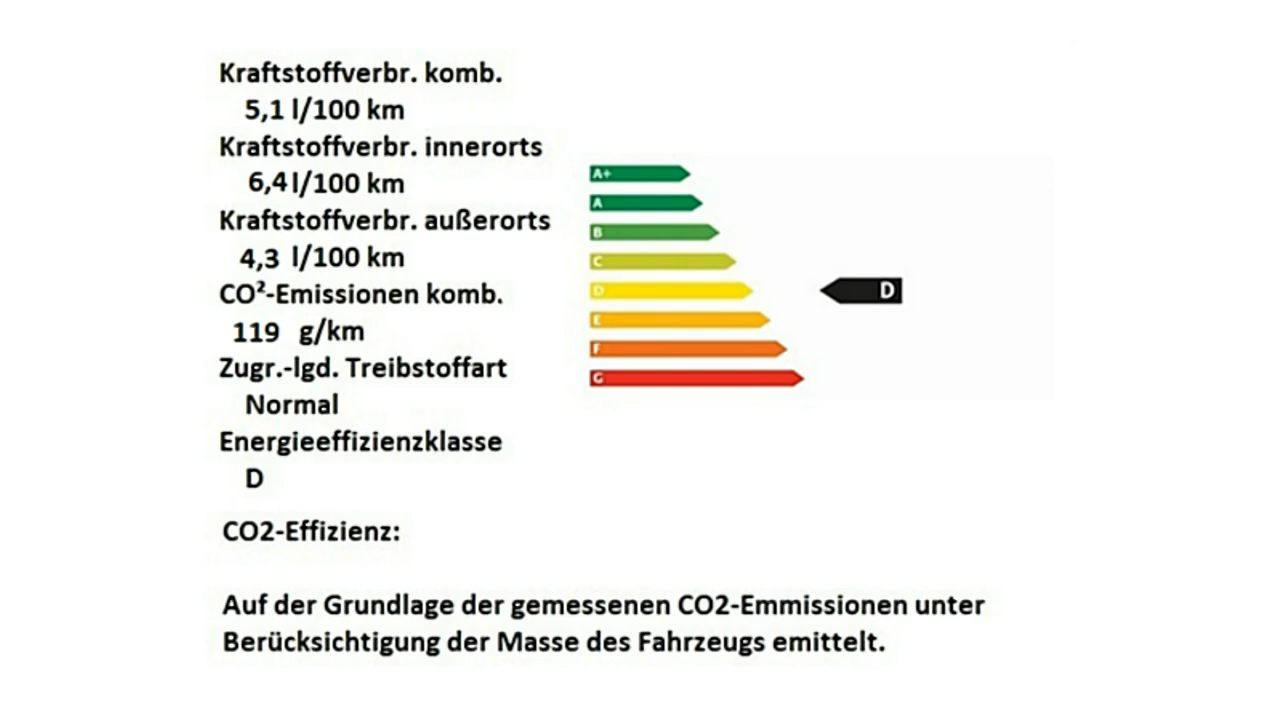 Kraftstoffverbr. komb.
5,1 l/100 km
Kraftstoffverbr. innerorts
6,4 l/100 km
Kraftstoffverbr. außerorts
4,3 l/100 km
CO²-Emissionen komb.
119 g/km
Zugr.-lgd. Treibstoffart
Normal
Energieeffizienzklasse
D
A+
A
B
C
D
E
F
G
D
CO2-Effizienz:
Auf der Grundlage der gemessenen CO2-Emmissionen unter
Berücksichtigung der Masse des Fahrzeugs emittelt.